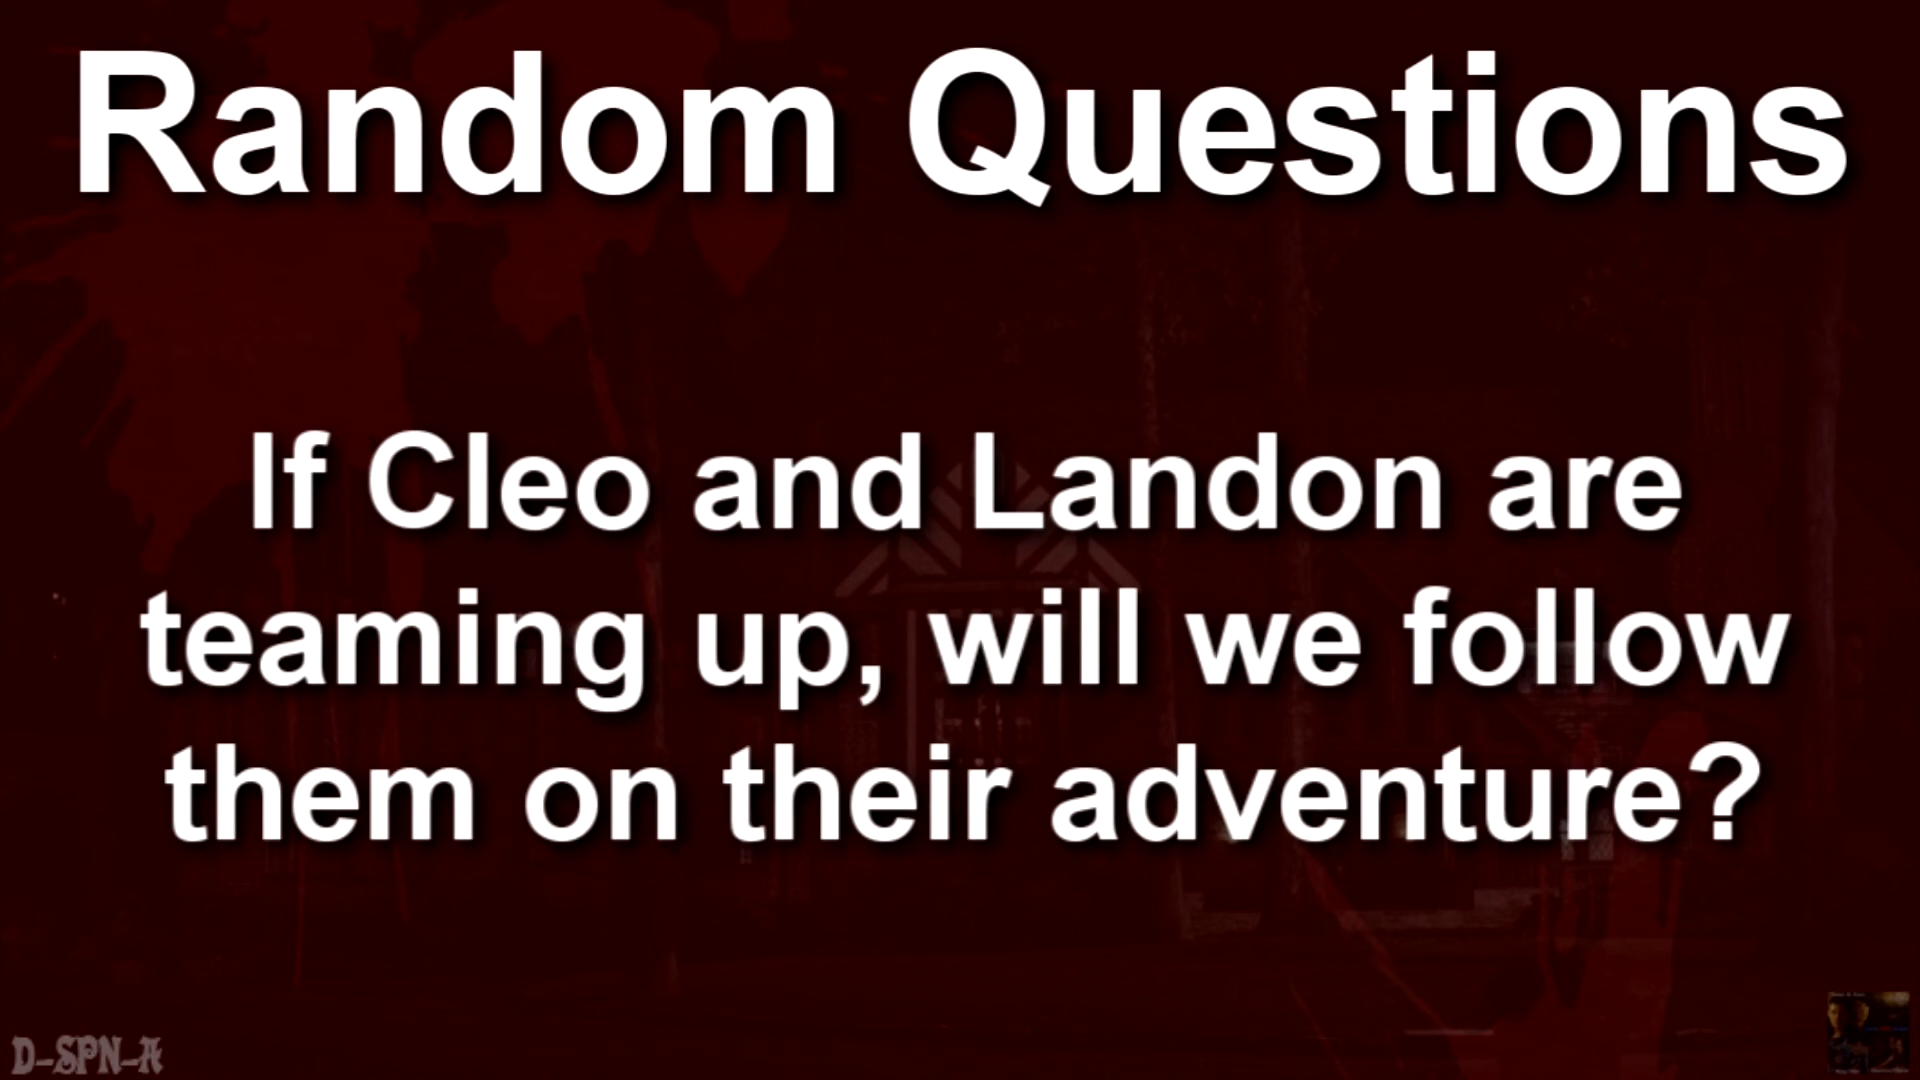 Random Questions
If Cleo and Landon are
teaming up, will we follow
them on their adventure?
D-SPN-A